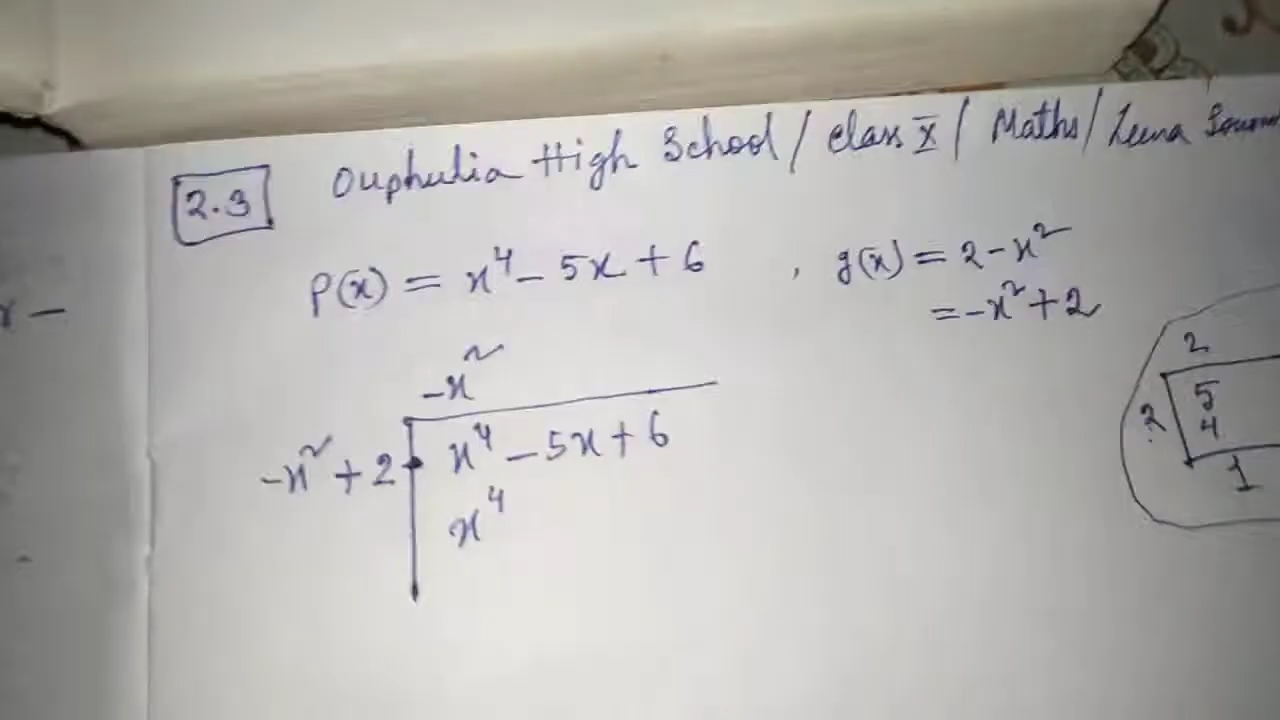 2.3
Ouphulia High School / Class X / Maths / Leena
P(x) = x⁴ - 5x + 6 , g(x) = 2 - x²
= -x² + 2
-x²
-x² + 2 x⁴ - 5x + 6
x⁴
2
2 5
4
1